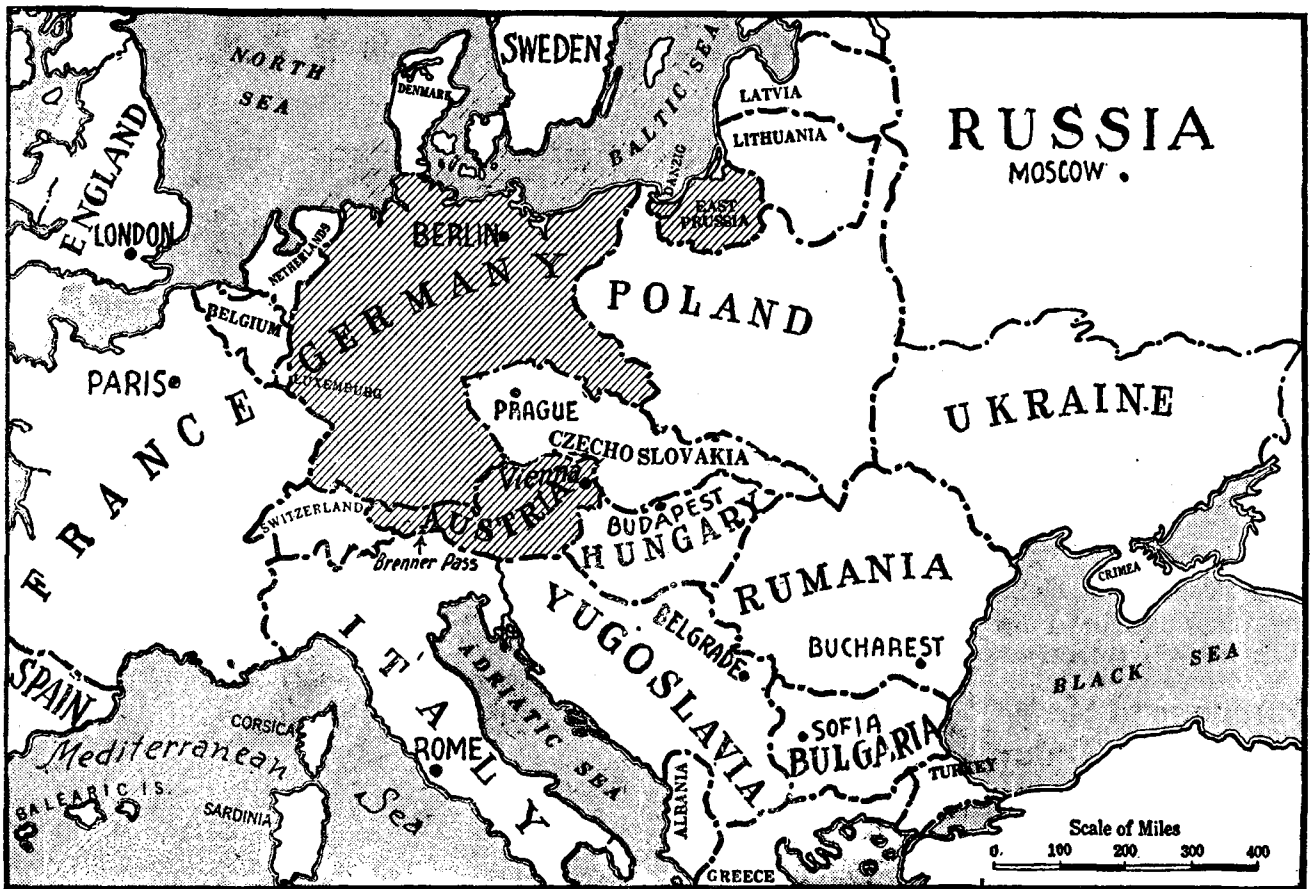 NORTH
SEA
SWEDEN
DENMARK
BALTIC SEA
LATVIA
LITHUANIA
RUSSIA
MOSCOW
ENGLAND
LONDON
NETHERLANDS
BERLIN
DANZIG
EAST
PRUSSIA
GERMANY
POLAND
BELGIUM
LUXEMBURG
PARIS
FRANCE
PRAGUE
CZECHOSLOVAKIA
UKRAINE
Vienna
AUSTRIA
SWITZERLAND
Brenner Pass
BUDAPEST
HUNGARY
RUMANIA
CRIMEA
BUCHAREST
BLACK SEA
YUGOSLAVIA
BELGRADE
ITALY
ADRIATIC SEA
SPAIN
CORSICA
Mediterranean
Sea
ROME
SOFIA
BULGARIA
TURKEY
BALEARIC IS.
SARDINIA
ALBANIA
GREECE
Scale of Miles
0. 100 200 300 400